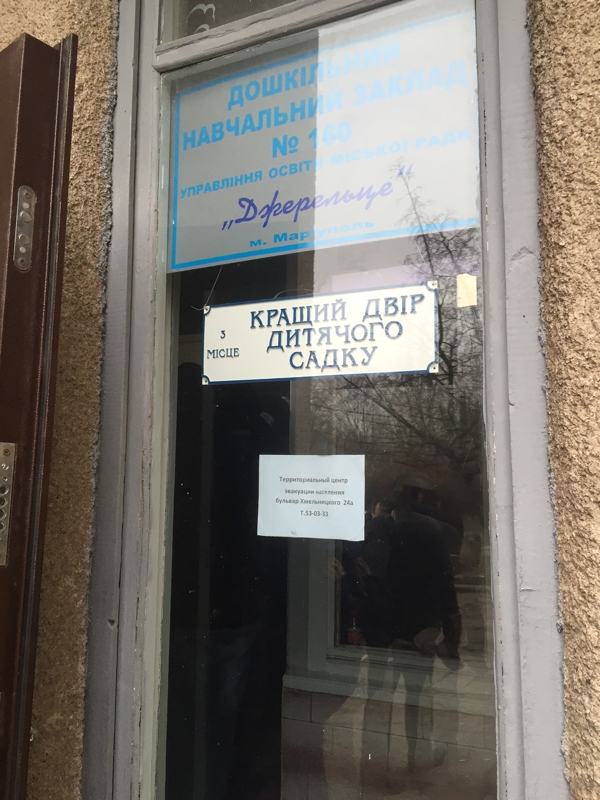 ДОШКІЛЬНИЙ
НАВЧАЛЬНИЙ ЗАКЛАД
№ 160
УПРАВЛІННЯ ОСВІТИ МІСЬКОЇ РАДИ
„Джерельце"
м. Маріуполь
3
МІСЦЕ
КРАЩИЙ ДВІР
ДИТЯЧОГО
САДКУ
Территориальный центр
эвакуации населения
бульвар Хмельницкого 24а
Т.53-03-33